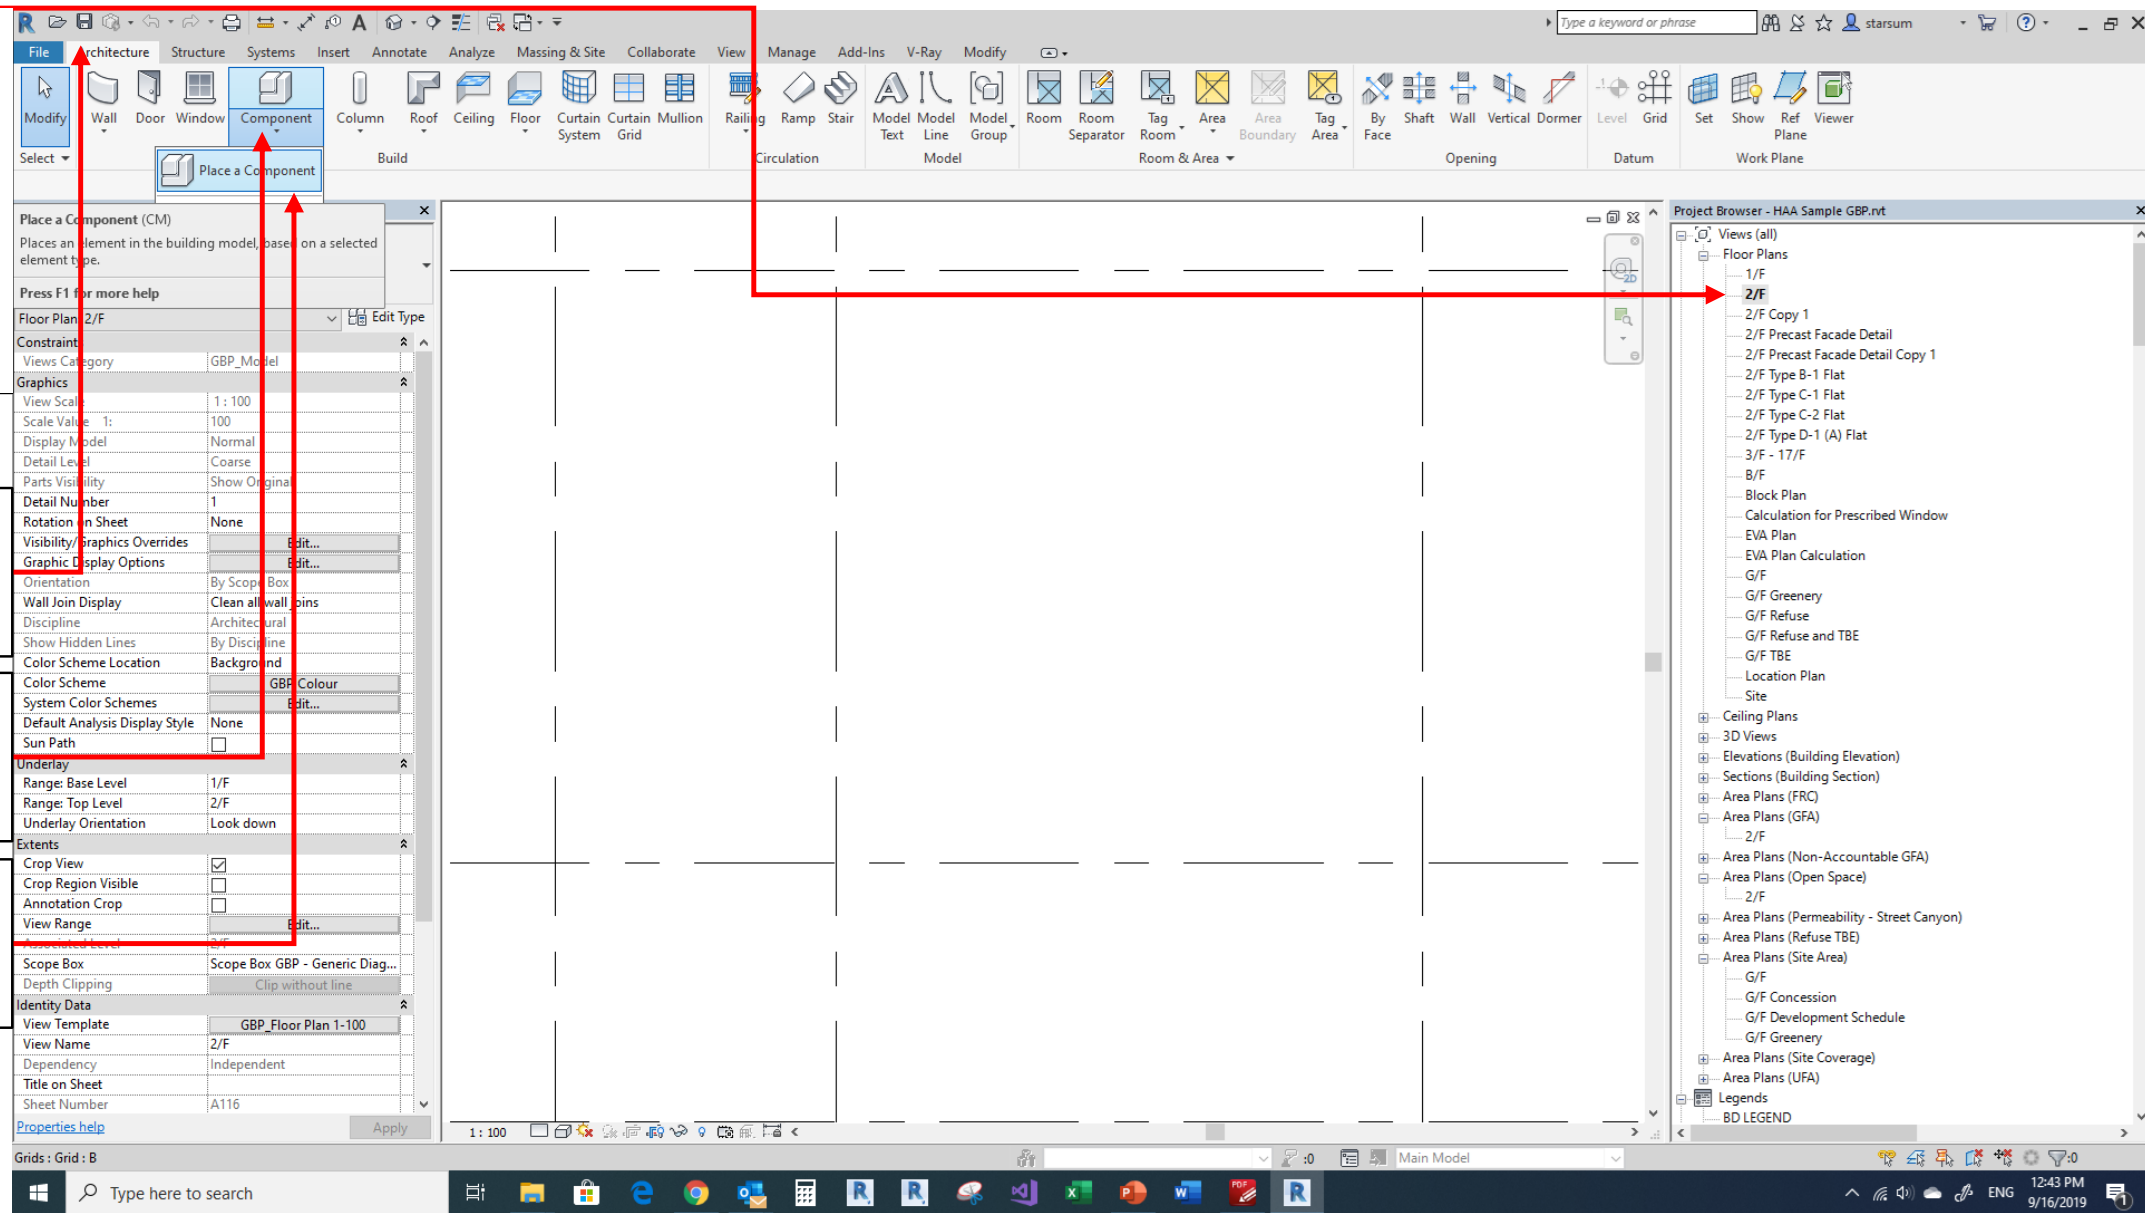 Type a keyword or phrase
starsum
File Architecture Structure Systems Insert Annotate Analyze Massing & Site Collaborate View Manage Add-Ins V-Ray Modify
Modify Wall Door Window Component Column Roof Ceiling Floor Curtain System Curtain Grid Mullion Railing Ramp Stair Model Text Model Line Model Group Room Room Separator Tag Room Area Area Boundary Tag Area By Face Shaft Wall Vertical Dormer Level Grid Set Show Ref Plane Viewer
Select Build Circulation Model Room & Area Opening Datum Work Plane
Place a Component
Place a Component (CM)
Places an element in the building model, based on a selected
element type.
Press F1 for more help
Floor Plan: 2/F Edit Type
Constraints
Views Category GBP_Model
Graphics
View Scale 1 : 100
Scale Value 1: 100
Display Model Normal
Detail Level Coarse
Parts Visibility Show Original
Detail Number 1
Rotation on Sheet None
Visibility/Graphics Overrides Edit...
Graphic Display Options Edit...
Orientation By Scope Box
Wall Join Display Clean all wall joins
Discipline Architectural
Show Hidden Lines By Discipline
Color Scheme Location Background
Color Scheme GBP Colour
System Color Schemes Edit...
Default Analysis Display Style None
Sun Path
Underlay
Range: Base Level 1/F
Range: Top Level 2/F
Underlay Orientation Look down
Extents
Crop View
Crop Region Visible
Annotation Crop
View Range Edit...
Associated Level 2/F
Scope Box Scope Box GBP - Generic Diag...
Depth Clipping Clip without line
Identity Data
View Template GBP_Floor Plan 1-100
View Name 2/F
Dependency Independent
Title on Sheet
Sheet Number A116
Properties help Apply
1 : 100
Project Browser - HAA Sample GBP.rvt
Views (all)
Floor Plans
1/F
2/F
2/F Copy 1
2/F Precast Facade Detail
2/F Precast Facade Detail Copy 1
2/F Type B-1 Flat
2/F Type C-1 Flat
2/F Type C-2 Flat
2/F Type D-1 (A) Flat
3/F - 17/F
B/F
Block Plan
Calculation for Prescribed Window
EVA Plan
EVA Plan Calculation
G/F
G/F Greenery
G/F Refuse
G/F Refuse and TBE
G/F TBE
Location Plan
Site
Ceiling Plans
3D Views
Elevations (Building Elevation)
Sections (Building Section)
Area Plans (FRC)
Area Plans (GFA)
2/F
Area Plans (Non-Accountable GFA)
Area Plans (Open Space)
2/F
Area Plans (Permeability - Street Canyon)
Area Plans (Refuse TBE)
Area Plans (Site Area)
G/F
G/F Concession
G/F Development Schedule
G/F Greenery
Area Plans (Site Coverage)
Area Plans (UFA)
Legends
BD LEGEND
Grids : Grid : B :0 Main Model :0
Type here to search
ENG 12:43 PM
9/16/2019